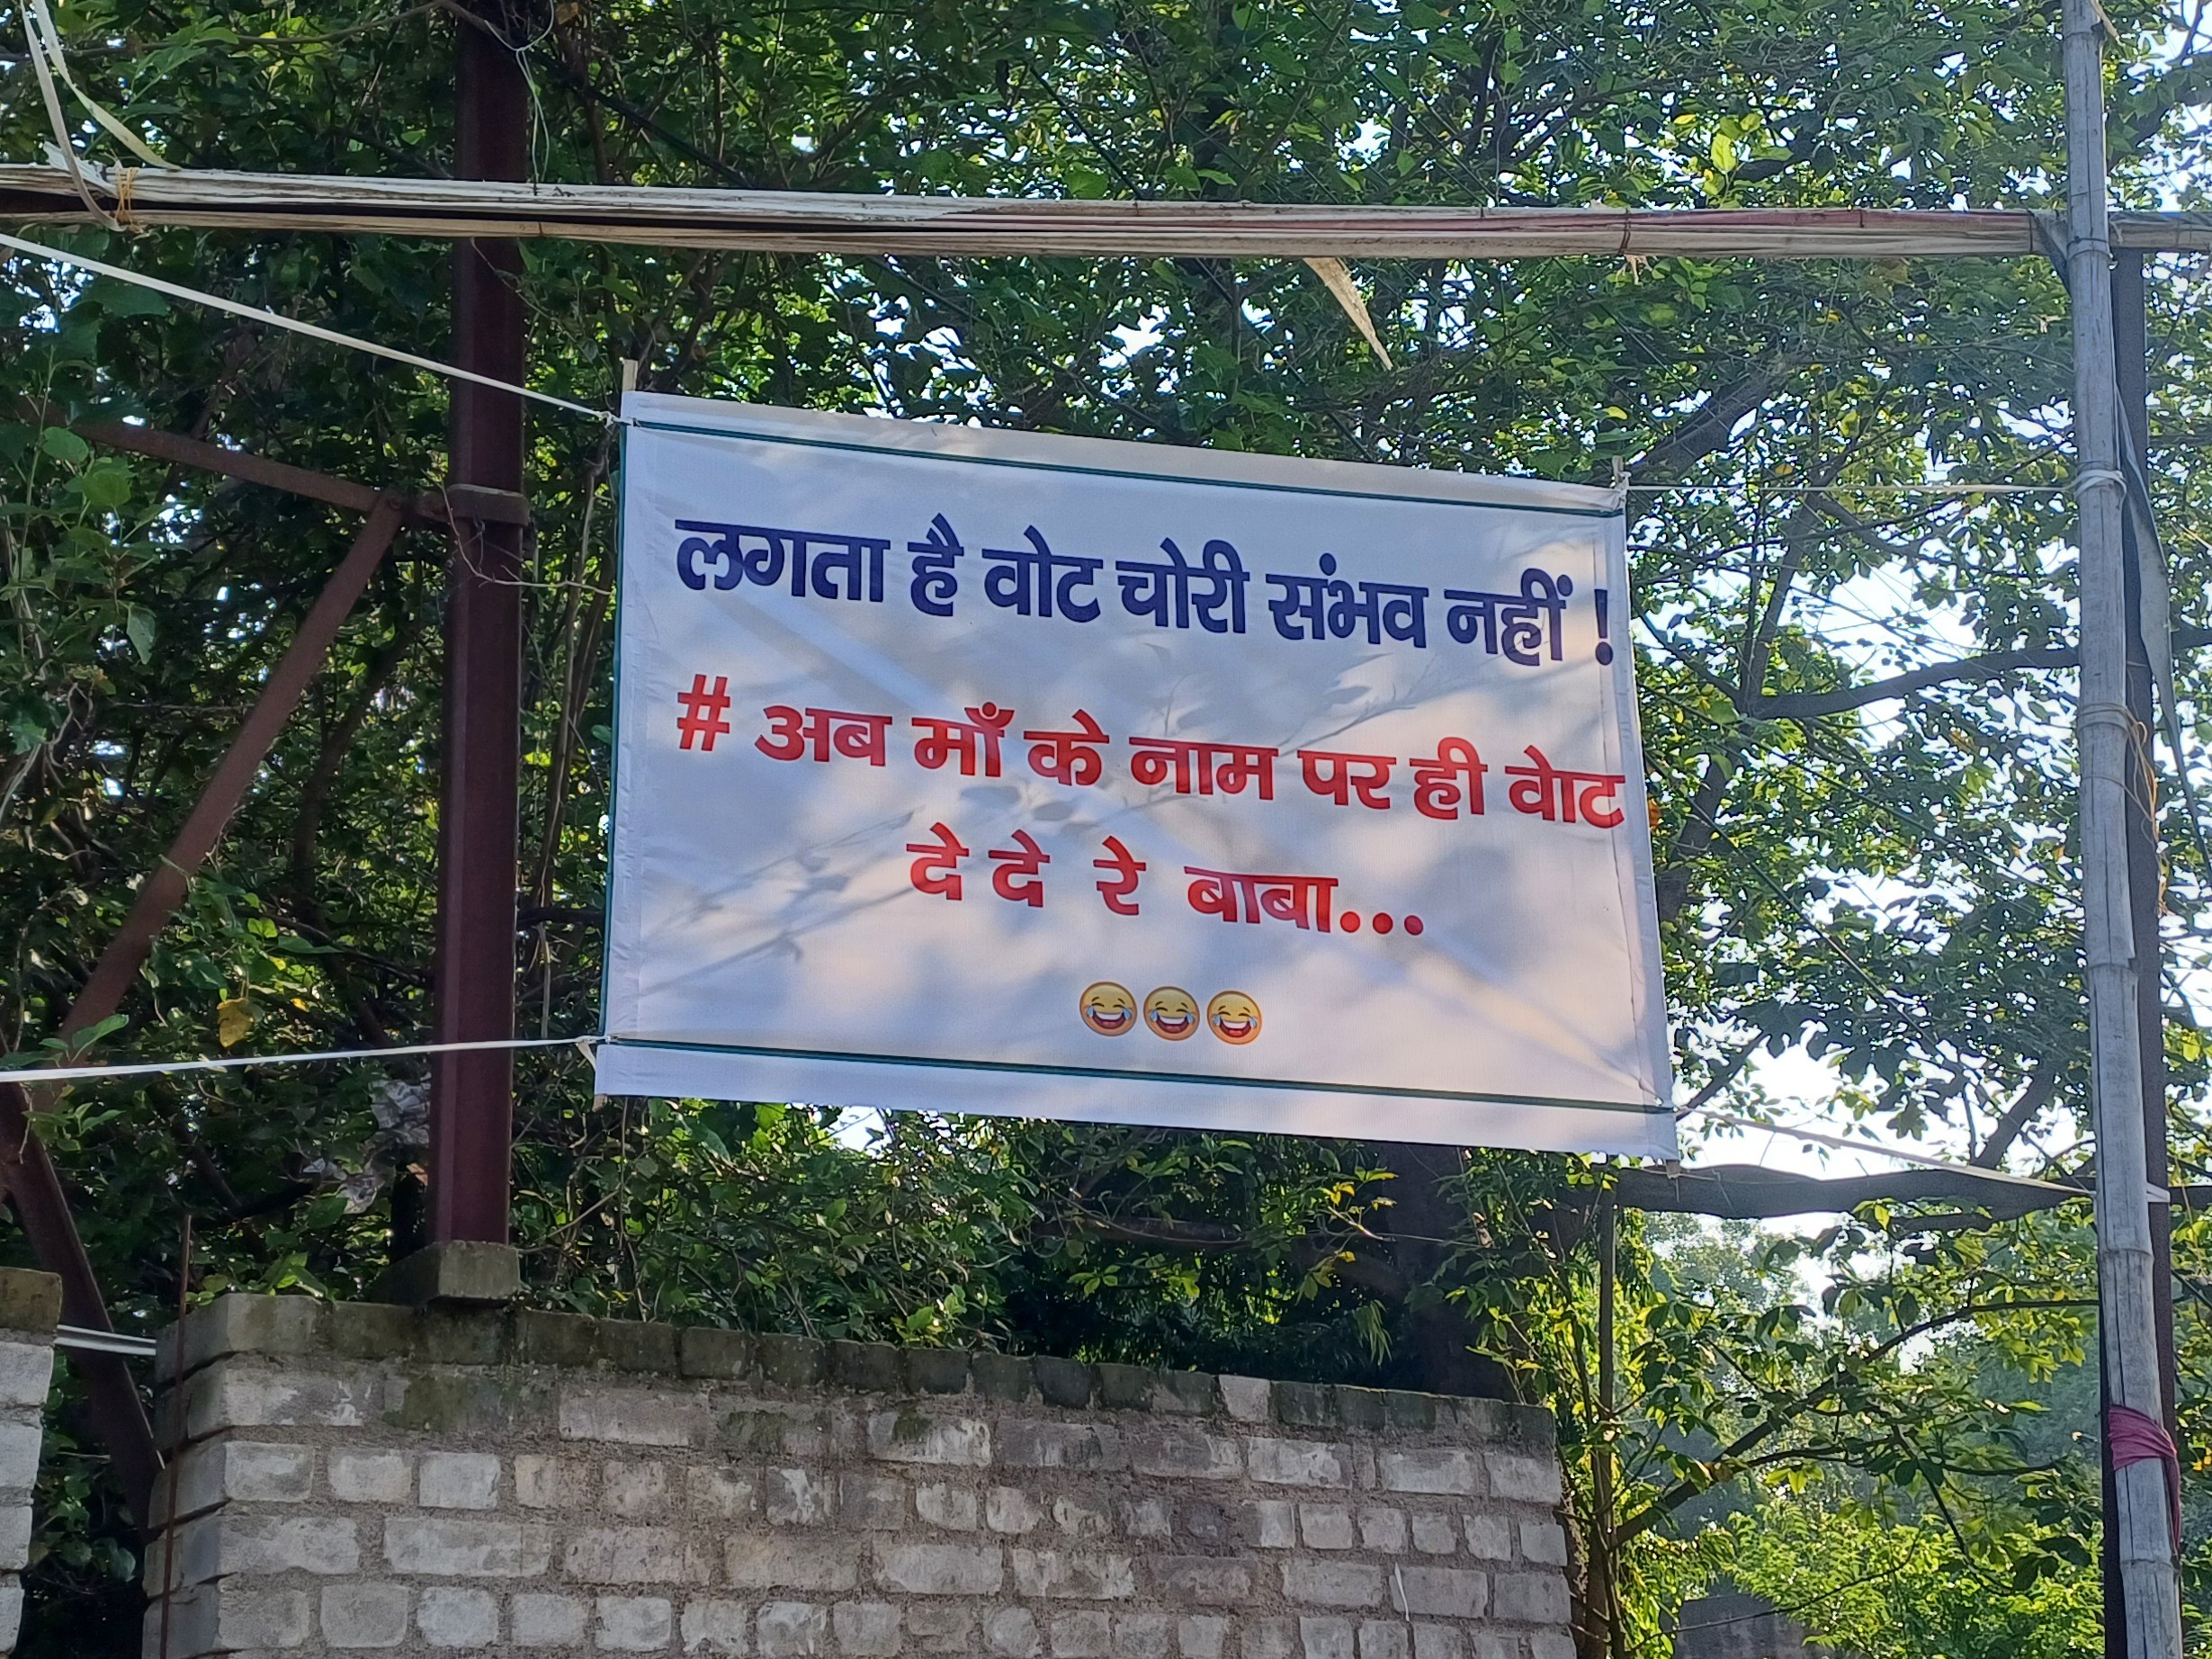 लगता है वोट चोरी संभव नहीं !
# अब माँ के नाम पर ही वोट
दे दे रे बाबा...
😂😂😂